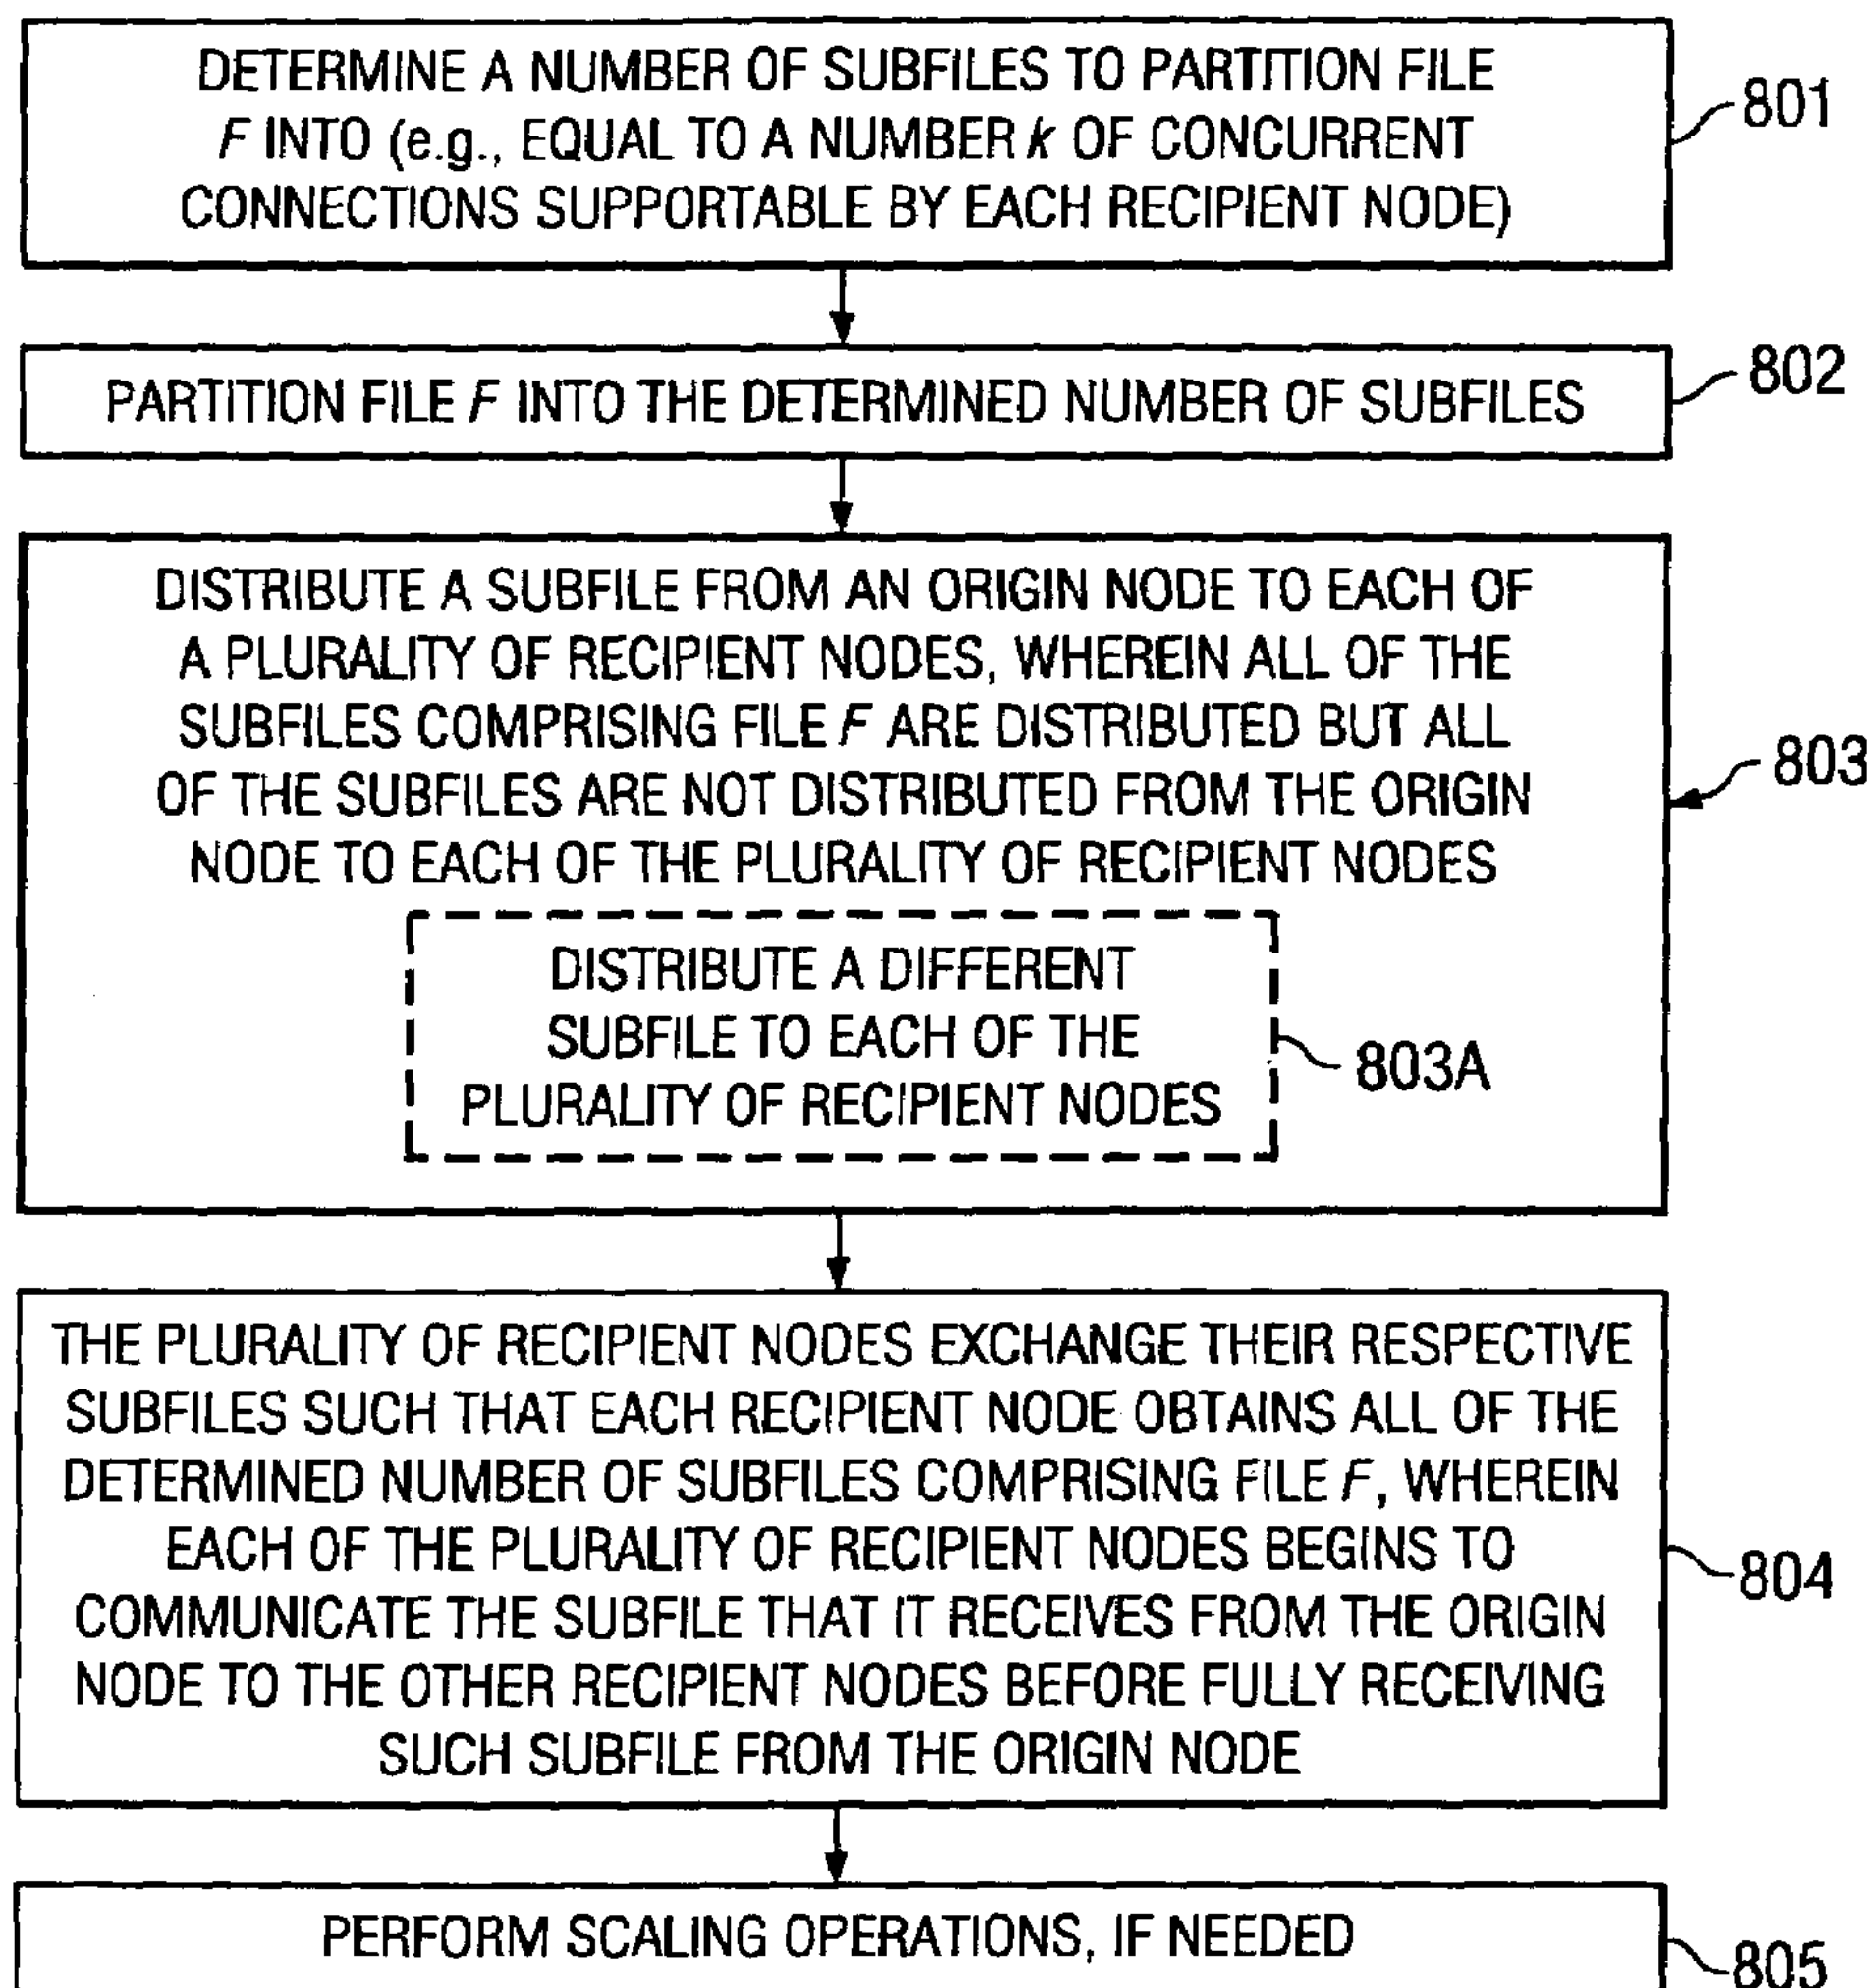 DETERMINE A NUMBER OF SUBFILES TO PARTITION FILE
F INTO (e.g., EQUAL TO A NUMBER k OF CONCURRENT
CONNECTIONS SUPPORTABLE BY EACH RECIPIENT NODE)
801
PARTITION FILE F INTO THE DETERMINED NUMBER OF SUBFILES
802
DISTRIBUTE A SUBFILE FROM AN ORIGIN NODE TO EACH OF
A PLURALITY OF RECIPIENT NODES, WHEREIN ALL OF THE
SUBFILES COMPRISING FILE F ARE DISTRIBUTED BUT ALL
OF THE SUBFILES ARE NOT DISTRIBUTED FROM THE ORIGIN
NODE TO EACH OF THE PLURALITY OF RECIPIENT NODES
803
DISTRIBUTE A DIFFERENT
SUBFILE TO EACH OF THE
PLURALITY OF RECIPIENT NODES
803A
THE PLURALITY OF RECIPIENT NODES EXCHANGE THEIR RESPECTIVE
SUBFILES SUCH THAT EACH RECIPIENT NODE OBTAINS ALL OF THE
DETERMINED NUMBER OF SUBFILES COMPRISING FILE F, WHEREIN
EACH OF THE PLURALITY OF RECIPIENT NODES BEGINS TO
COMMUNICATE THE SUBFILE THAT IT RECEIVES FROM THE ORIGIN
NODE TO THE OTHER RECIPIENT NODES BEFORE FULLY RECEIVING
SUCH SUBFILE FROM THE ORIGIN NODE
804
PERFORM SCALING OPERATIONS, IF NEEDED
805